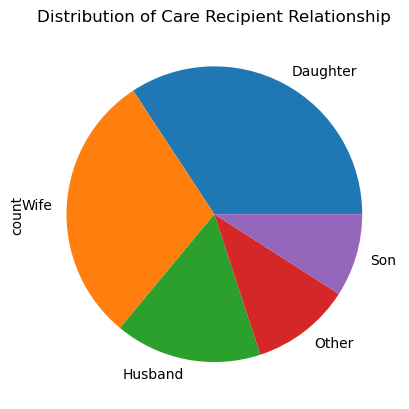 Distribution of Care Recipient Relationship
Daughter
Wife
count
Son
Other
Husband